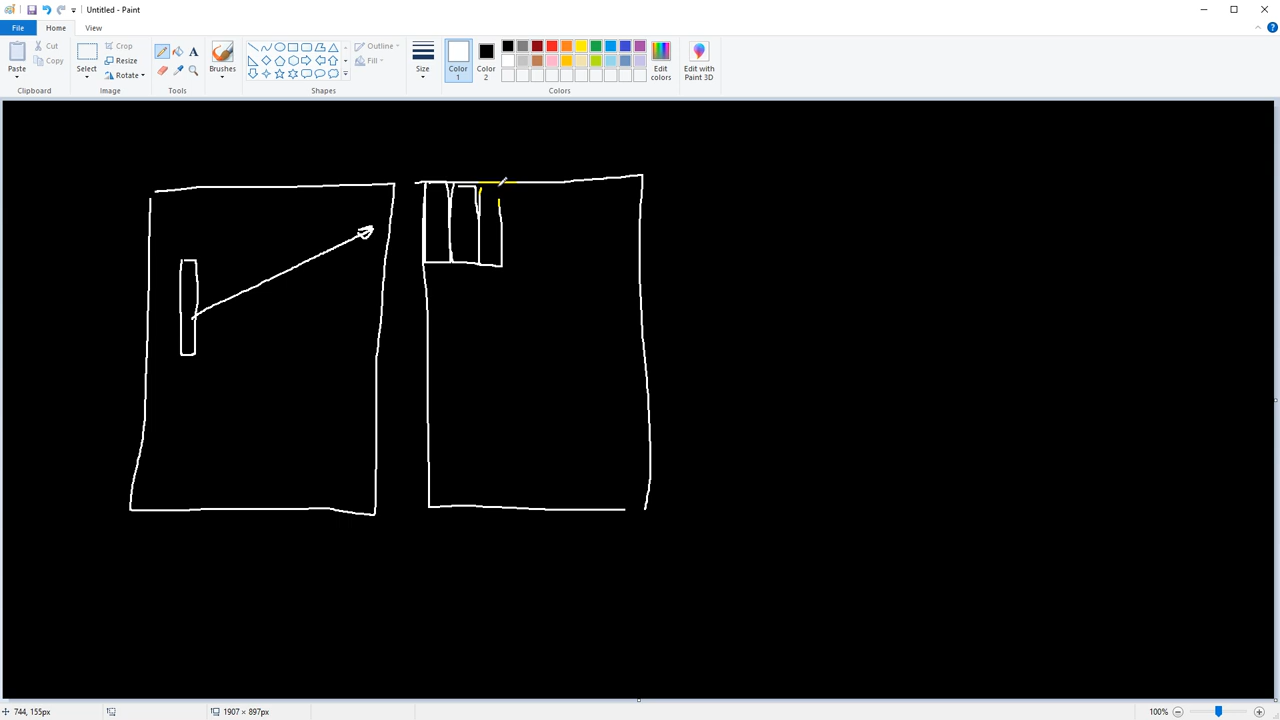 Untitled - Paint
File Home View
Paste
Cut
Copy
Clipboard
Select
Crop
Resize
Rotate
Image
A
Tools
Brushes
Outline
Fill
Shapes
Size
Color 1
Color 2
Edit colors
Colors
Edit with Paint 3D
744, 155px
1907 × 897px
100%